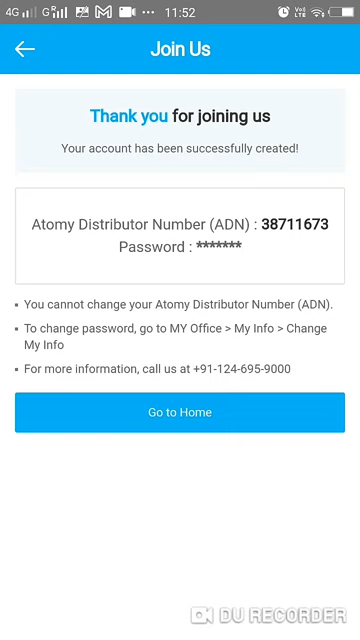 4G G R ... 11:52 Vo) LTE
Join Us
Thank you for joining us
Your account has been successfully created!
Atomy Distributor Number (ADN) : 38711673
Password : *******
▪ You cannot change your Atomy Distributor Number (ADN).
▪ To change password, go to MY Office > My Info > Change
My Info
▪ For more information, call us at +91-124-695-9000
Go to Home
DU RECORDER